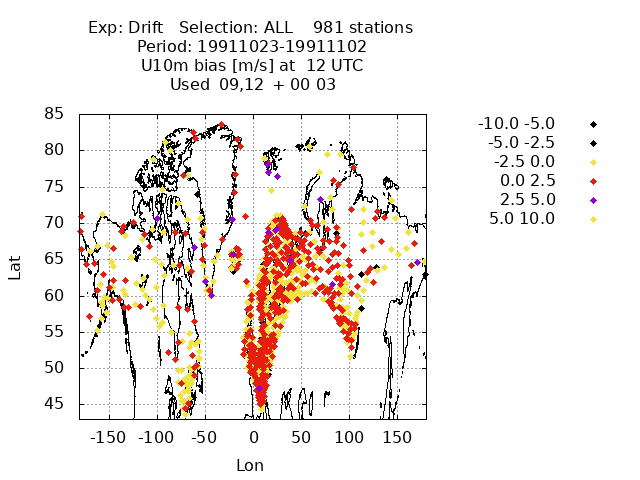 Exp: Drift   Selection: ALL    981 stations
Period: 19911023-19911102
U10m bias [m/s] at  12 UTC
Used  09,12  + 00 03
-10.0 -5.0
-5.0 -2.5
-2.5 0.0
0.0 2.5
2.5 5.0
5.0 10.0
85
80
75
70
65
60
55
50
45
Lat
-150 -100 -50 0 50 100 150
Lon